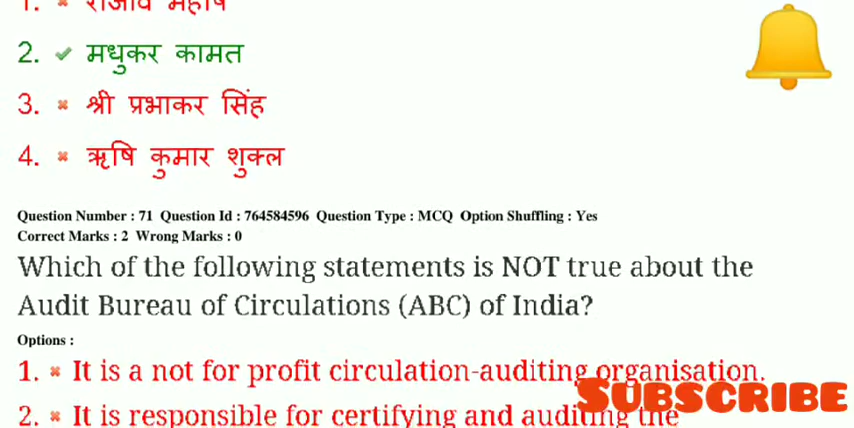 1. राजीव महर्षि
2. मधुकर कामत
3. श्री प्रभाकर सिंह
4. ऋषि कुमार शुक्ल
Question Number : 71 Question Id : 764584596 Question Type : MCQ Option Shuffling : Yes
Correct Marks : 2 Wrong Marks : 0
Which of the following statements is NOT true about the
Audit Bureau of Circulations (ABC) of India?
Options :
1. It is a not for profit circulation-auditing organisation.
SUBSCRIBE
2. It is responsible for certifying and auditing the